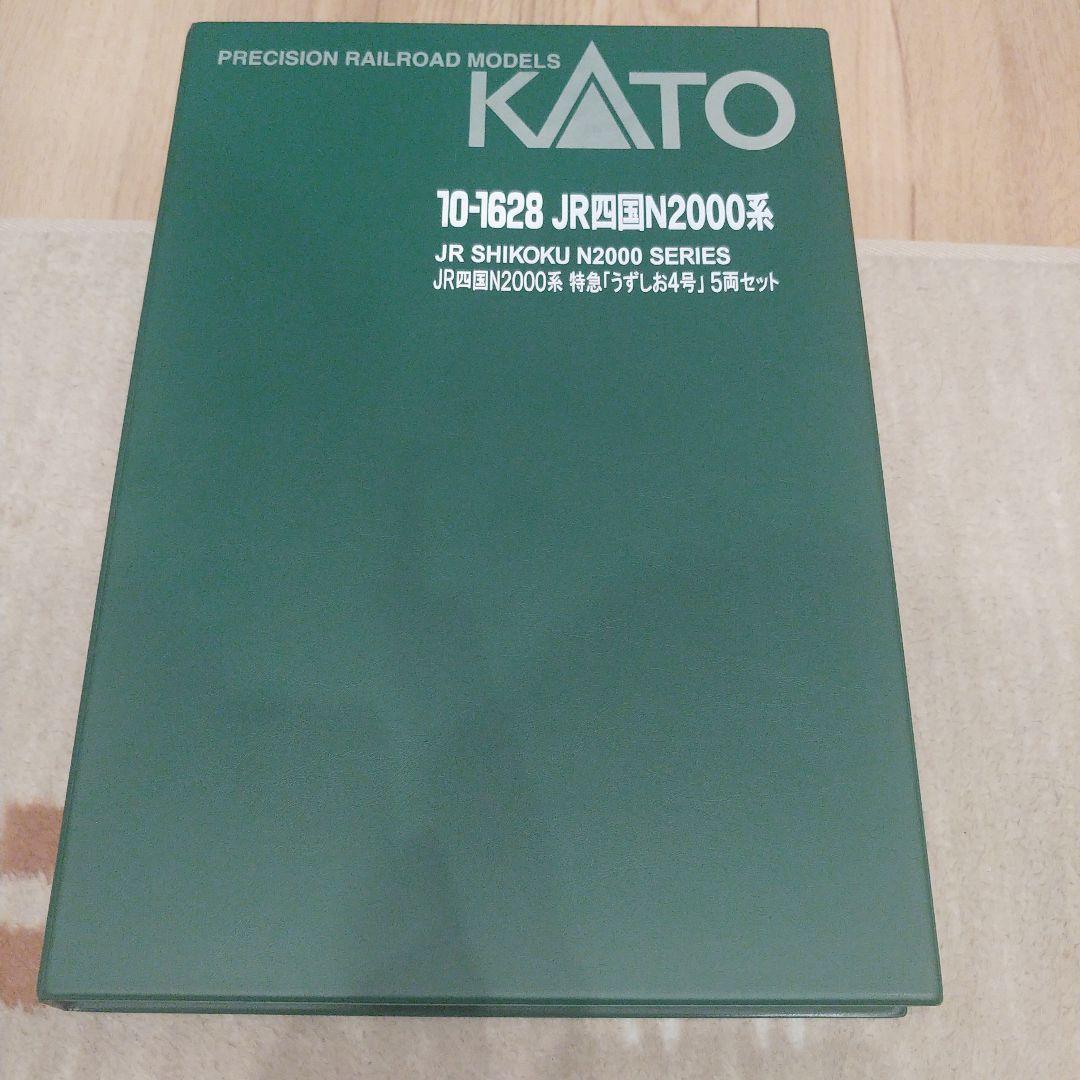 PRECISION RAILROAD MODELS
KATO
10-1628 JR四国N2000系
JR SHIKOKU N2000 SERIES
JR四国N2000系 特急「うずしお4号」 5両セット